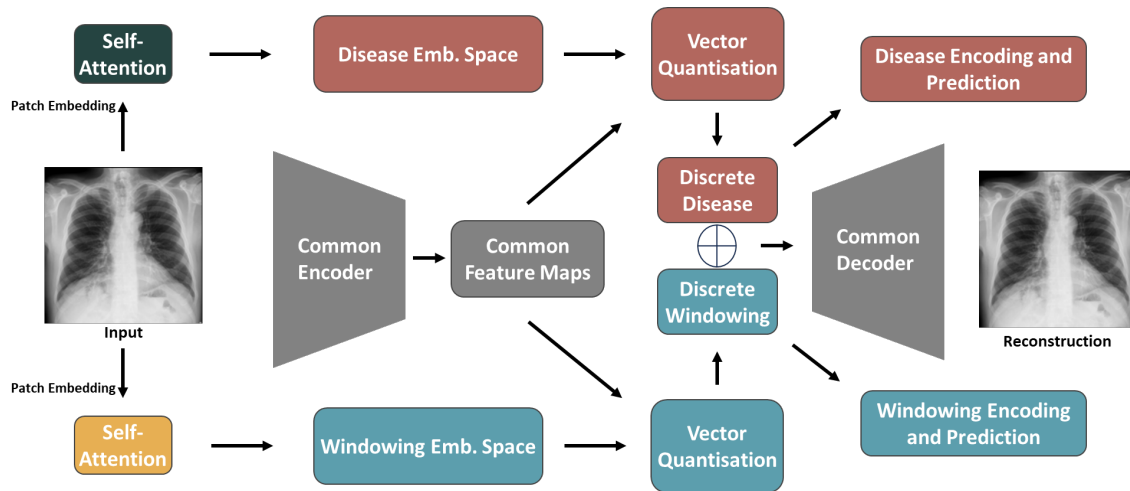 Self-
Attention
Disease Emb. Space
Vector
Quantisation
Disease Encoding and
Prediction
Patch Embedding
Input
Common
Encoder
Common
Feature Maps
Discrete
Disease
Discrete
Windowing
Common
Decoder
Reconstruction
Patch Embedding
Self-
Attention
Windowing Emb. Space
Vector
Quantisation
Windowing Encoding
and Prediction